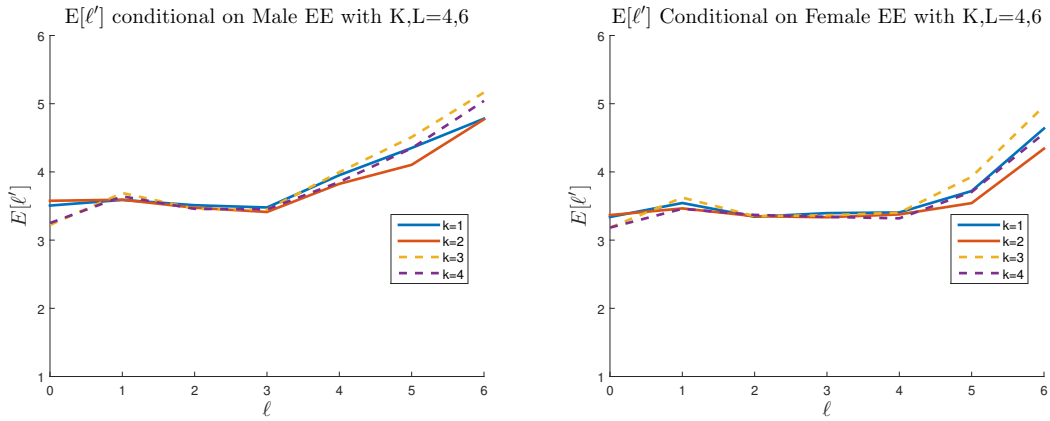 E[ℓ′] conditional on Male EE with K,L=4,6
6
5
4
3
2
1
E[ℓ′]
0 1 2 3 4 5 6
ℓ
k=1
k=2
k=3
k=4
E[ℓ′] Conditional on Female EE with K,L=4,6
6
5
4
3
2
1
E[ℓ′]
0 1 2 3 4 5 6
ℓ
k=1
k=2
k=3
k=4